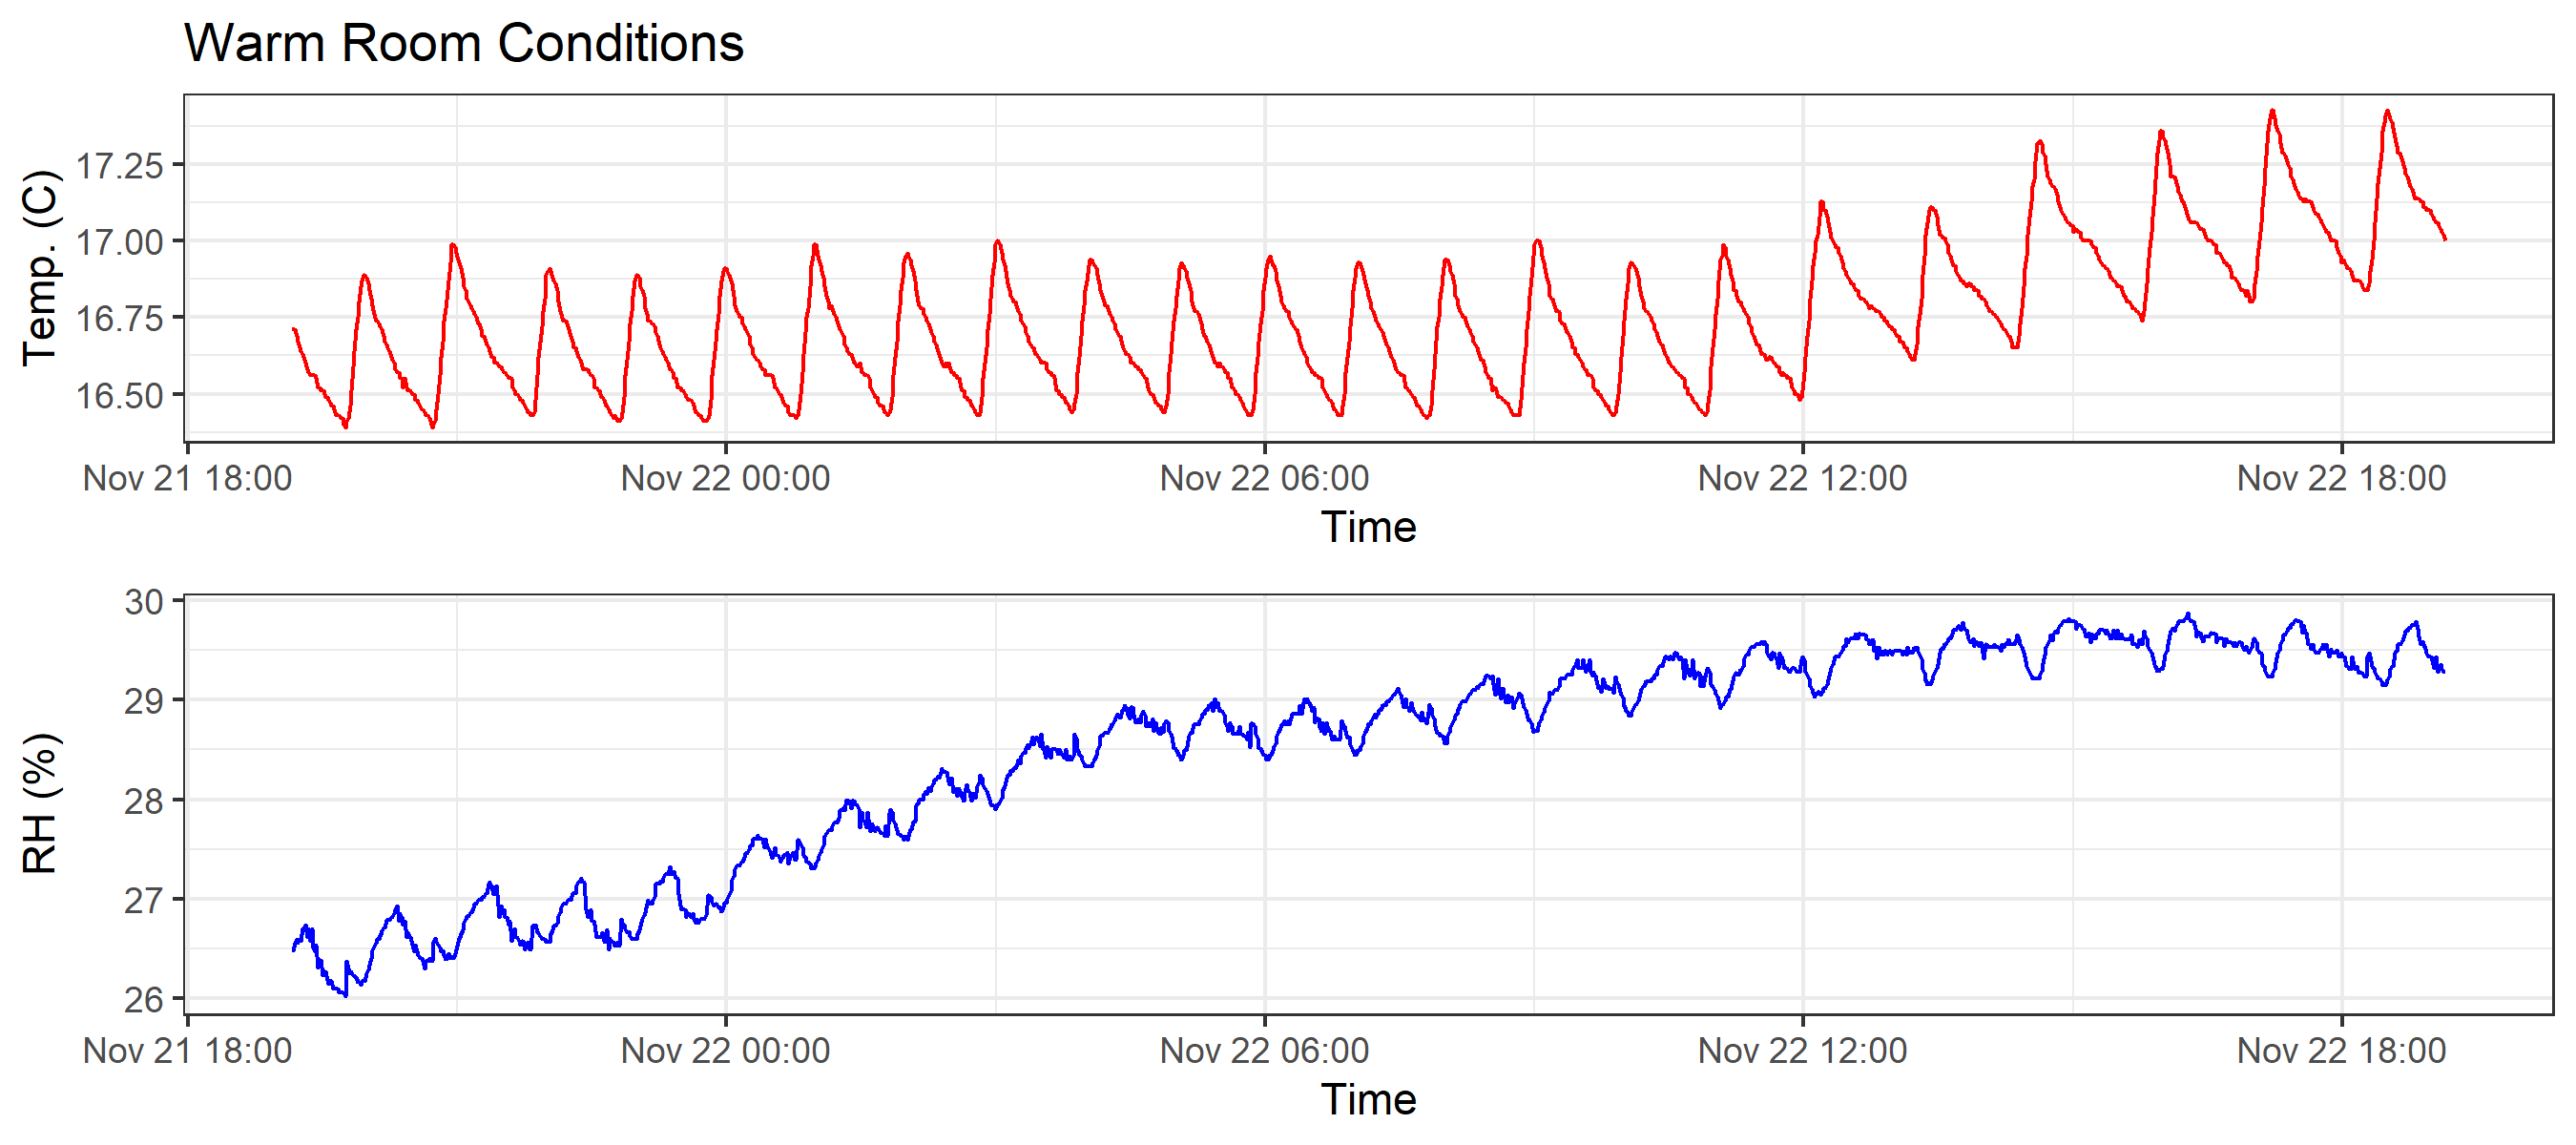 Warm Room Conditions
Temp. (C)
17.25
17.00
16.75
16.50
Nov 21 18:00 Nov 22 00:00 Nov 22 06:00 Nov 22 12:00 Nov 22 18:00
Time
RH (%)
30
29
28
27
26
Nov 21 18:00 Nov 22 00:00 Nov 22 06:00 Nov 22 12:00 Nov 22 18:00
Time